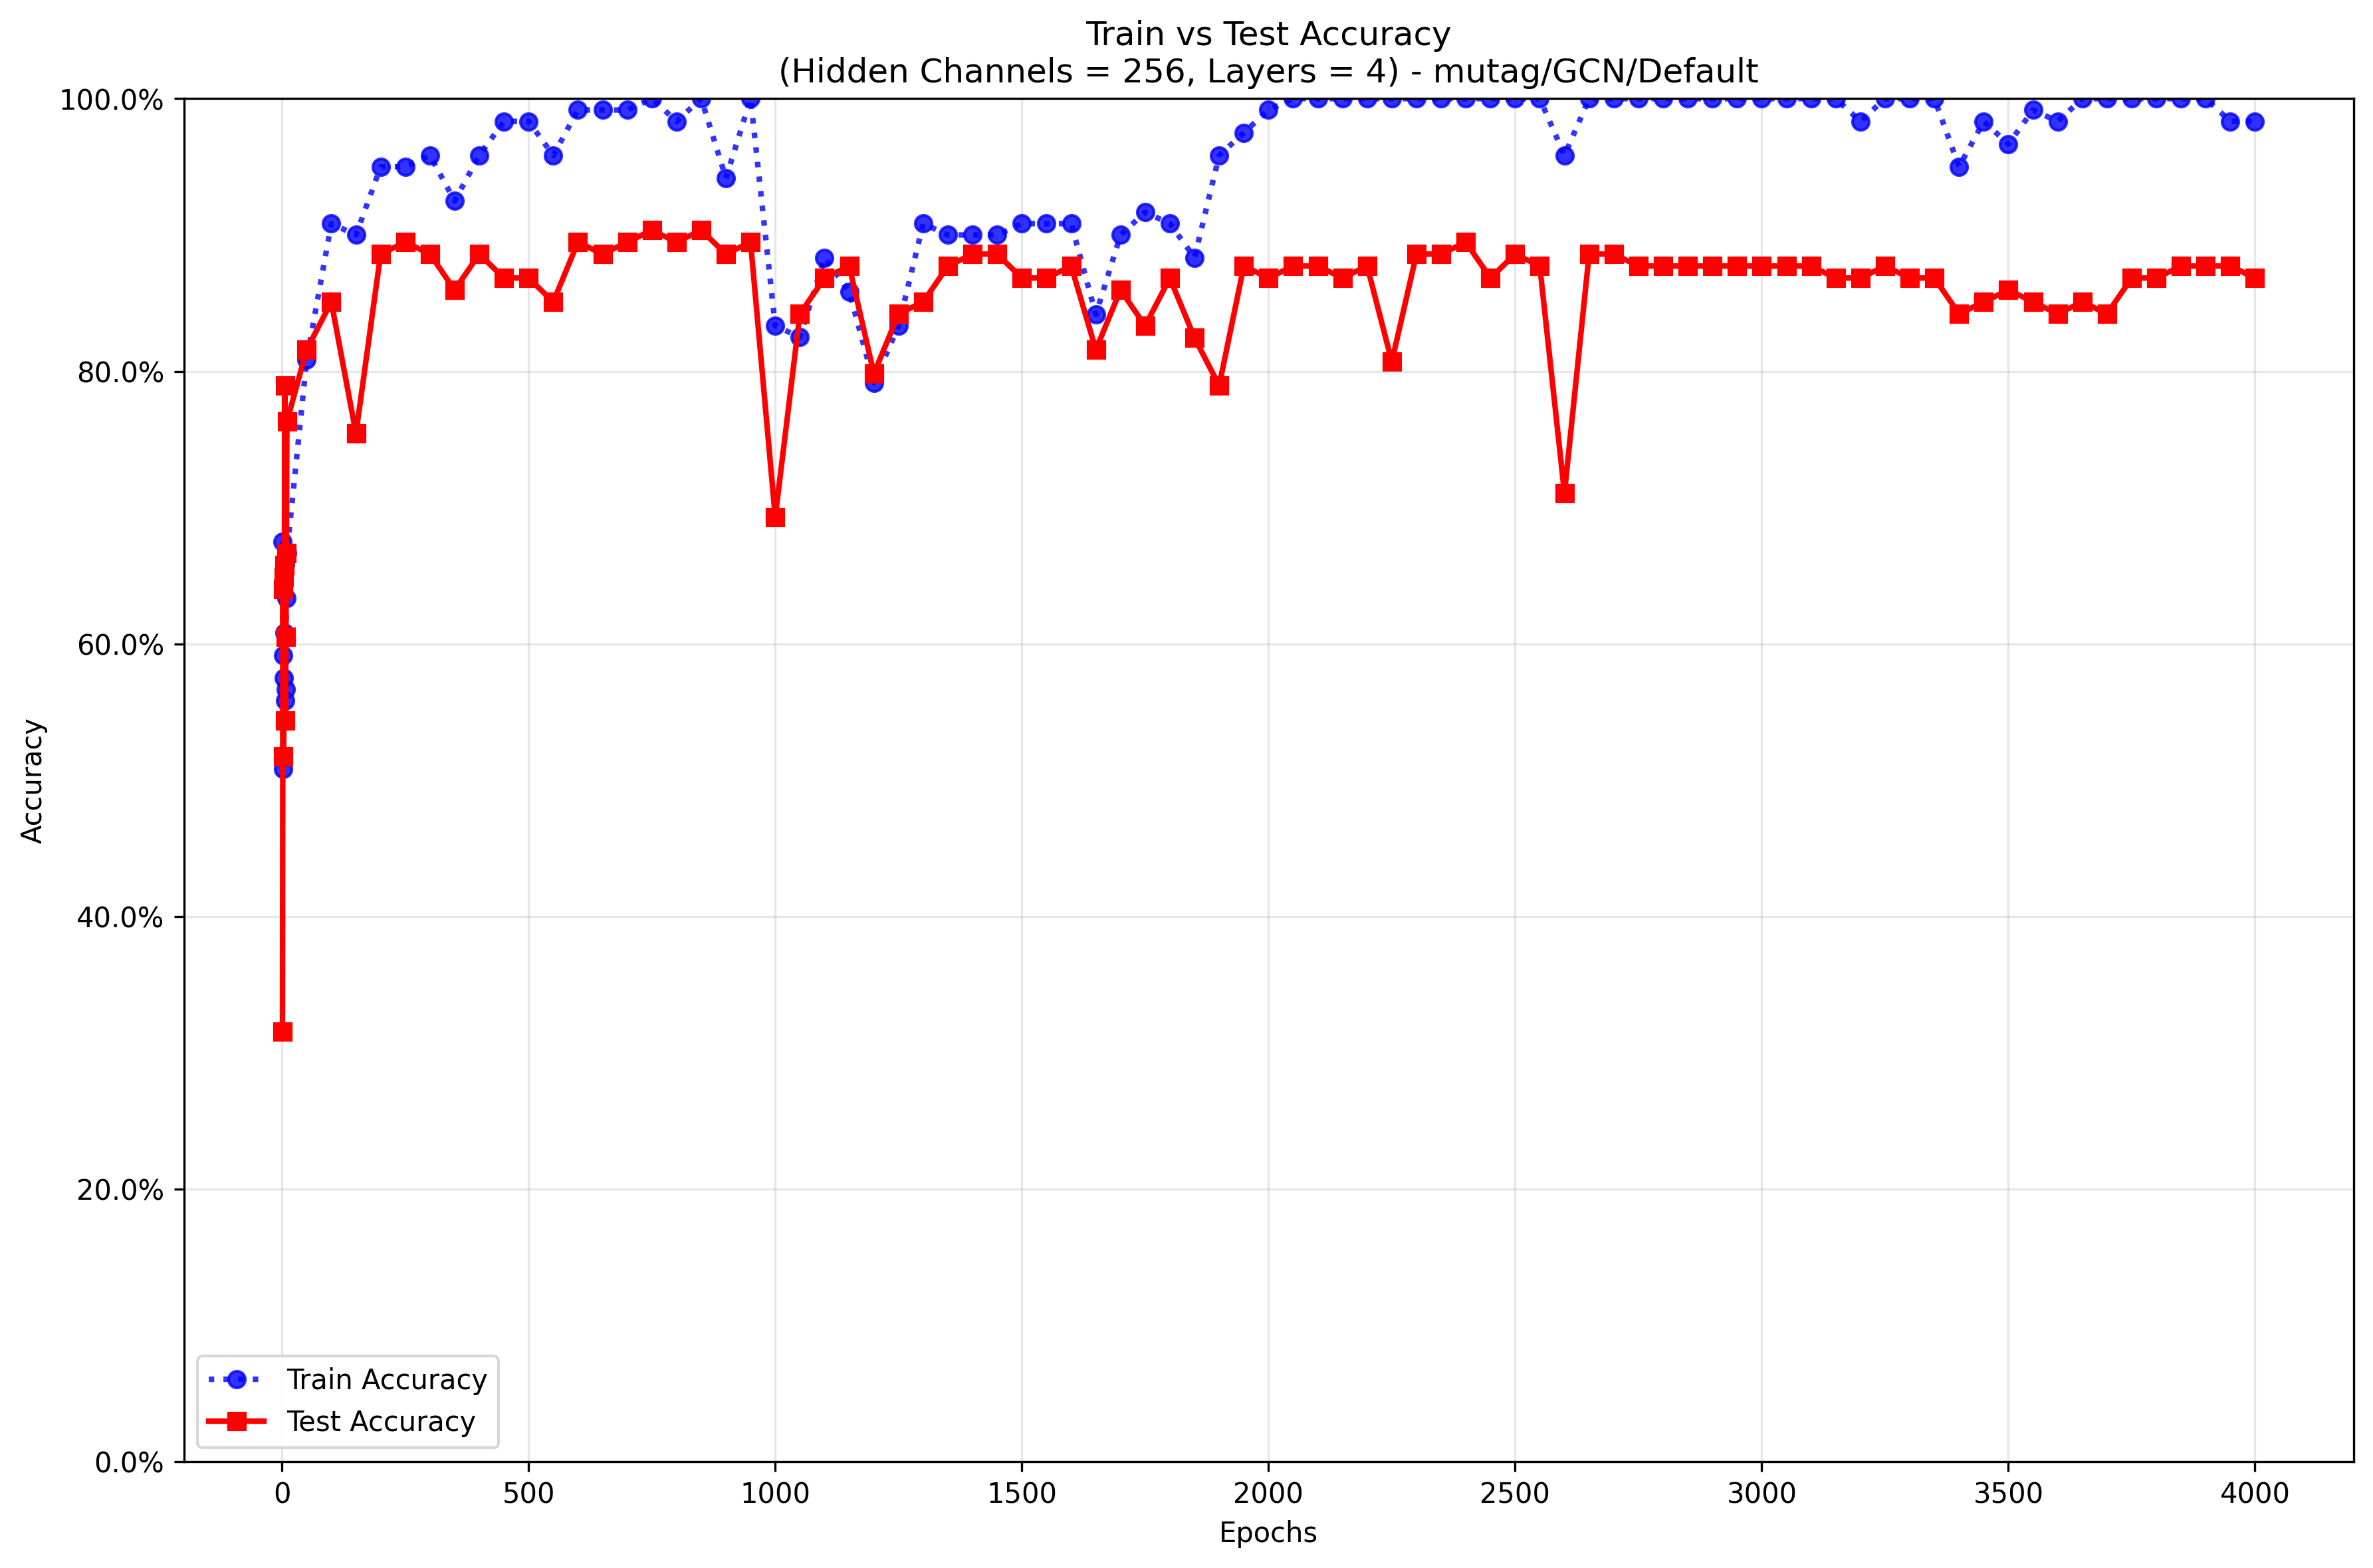 Train vs Test Accuracy
(Hidden Channels = 256, Layers = 4) - mutag/GCN/Default
100.0%
80.0%
60.0%
40.0%
20.0%
0.0%
Accuracy
Train Accuracy
Test Accuracy
0
500
1000
1500
2000
2500
3000
3500
4000
Epochs